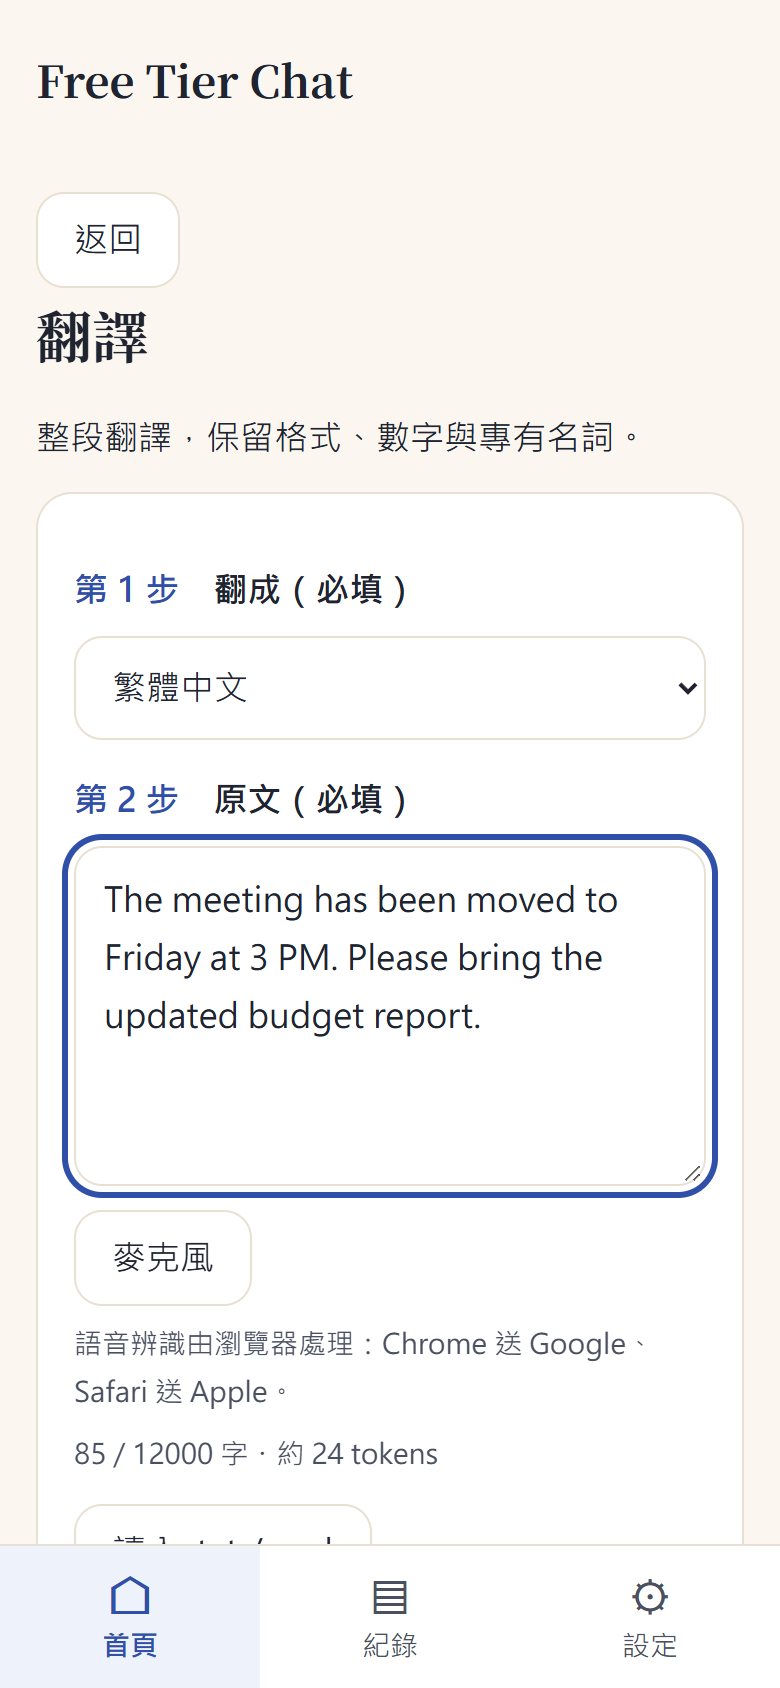 Free Tier Chat
返回
翻譯
整段翻譯，保留格式、數字與專有名詞。
第 1 步 翻成（必填）
繁體中文
第 2 步 原文（必填）
The meeting has been moved to
Friday at 3 PM. Please bring the
updated budget report.
麥克風
語音辨識由瀏覽器處理：Chrome 送 Google、
Safari 送 Apple。
85 / 12000 字 · 約 24 tokens
首頁
紀錄
設定